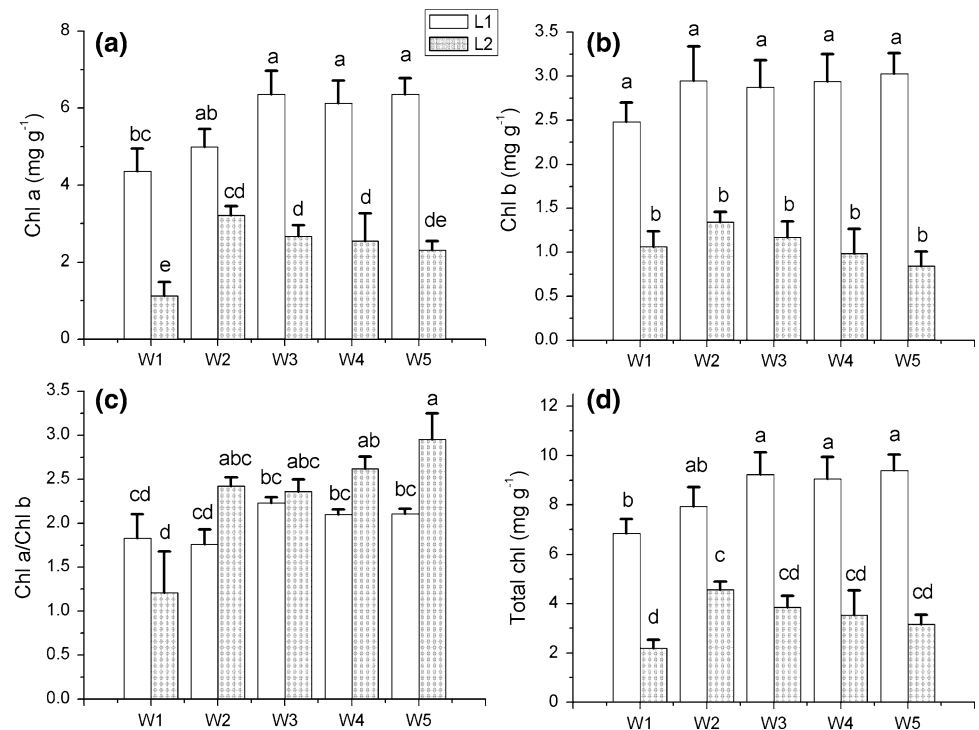 (a)
L1
L2
8
6
4
2
0
Chl a (mg g-1)
bc
ab
a
a
a
e
cd
d
d
de
W1 W2 W3 W4 W5
(b)
3.5
3.0
2.5
2.0
1.5
1.0
0.5
0.0
Chl b (mg g-1)
a
a
a
a
a
b
b
b
b
b
W1 W2 W3 W4 W5
(c)
3.5
3.0
2.5
2.0
1.5
1.0
0.5
0.0
Chl a/Chl b
cd
d
cd
abc
bc
abc
bc
ab
bc
a
W1 W2 W3 W4 W5
(d)
12
10
8
6
4
2
0
Total chl (mg g-1)
b
ab
a
a
a
d
c
cd
cd
cd
W1 W2 W3 W4 W5